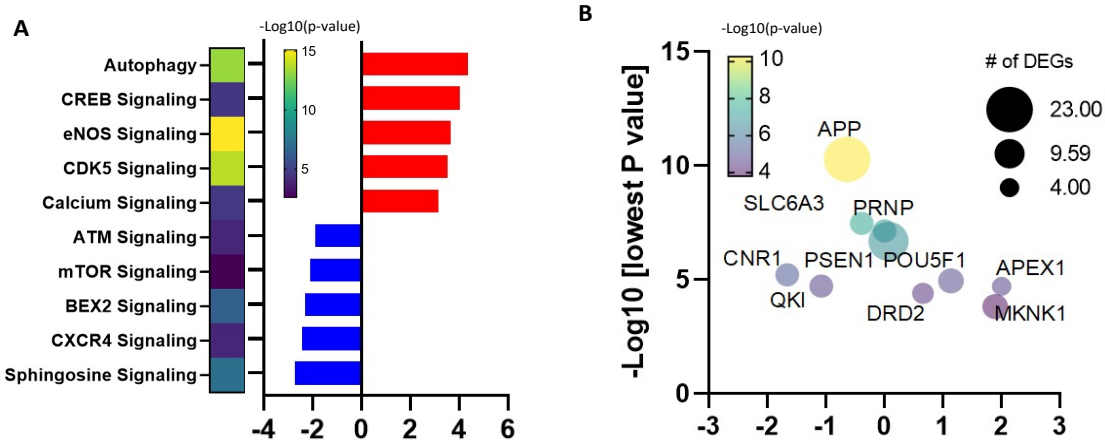 A
-Log10(p-value)
15
10
5
Autophagy
CREB Signaling
eNOS Signaling
CDK5 Signaling
Calcium Signaling
ATM Signaling
mTOR Signaling
BEX2 Signaling
CXCR4 Signaling
Sphingosine Signaling
-4 -2 0 2 4 6
B
-Log10(p-value)
10
8
6
4
-Log10 [lowest P value]
15
10
5
0
# of DEGs
23.00
9.59
4.00
APP
SLC6A3
PRNP
CNR1
PSEN1
POU5F1
APEX1
QKI
DRD2
MKNK1
-3 -2 -1 0 1 2 3